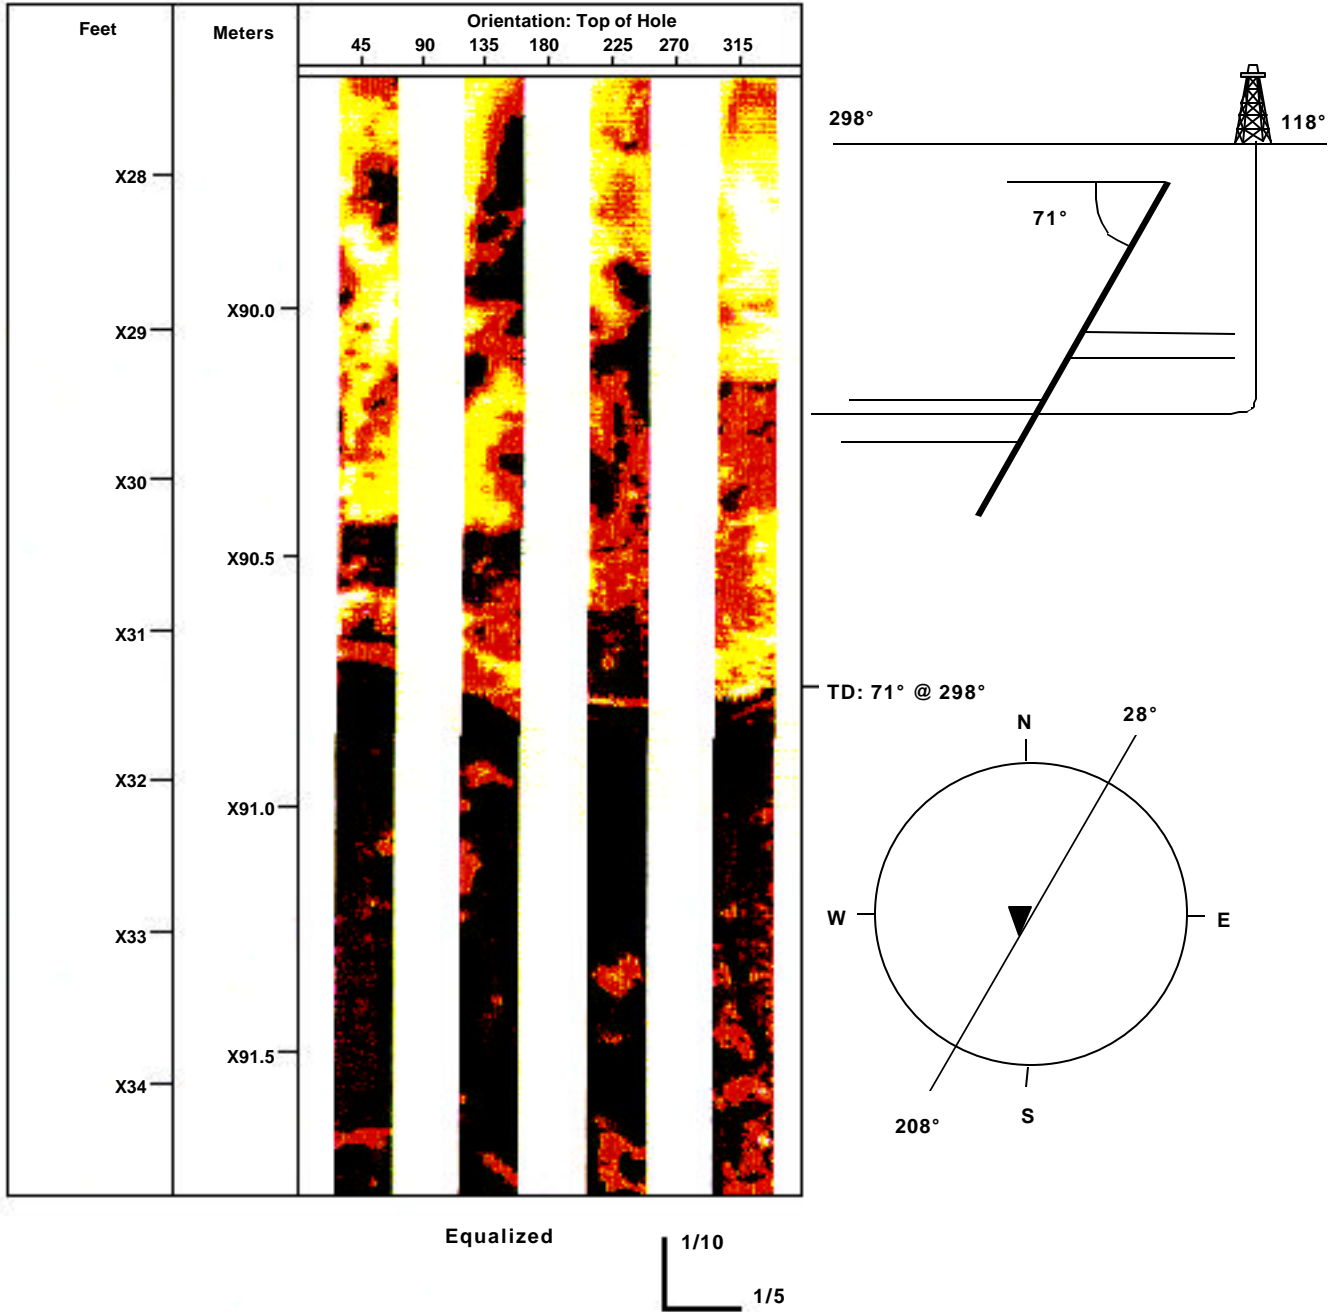 Feet
Meters
Orientation: Top of Hole
45 90 135 180 225 270 315
X28
X29
X30
X31
X32
X33
X34
X90.0
X90.5
X91.0
X91.5
298°
118°
71°
TD: 71° @ 298°
N
28°
W
E
S
208°
Equalized
1/10
1/5